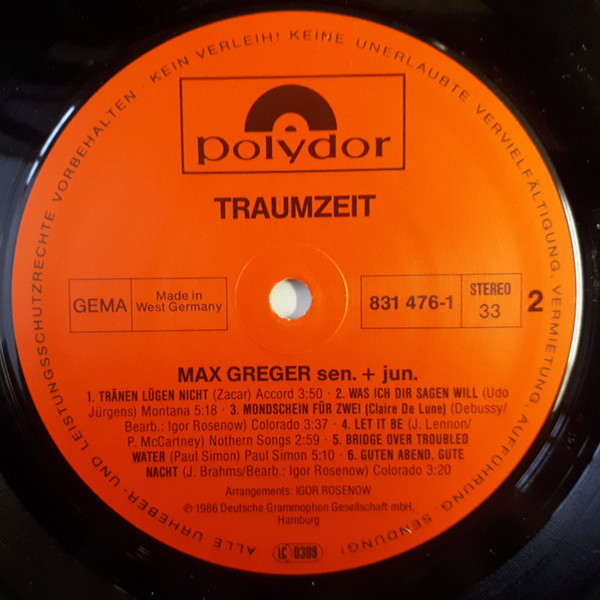 ALLE URHEBER- UND LEISTUNGSSCHUTZRECHTE VORBEHALTEN · KEIN VERLEIH! KEINE UNERLAUBTE VERVIELFÄLTIGUNG, VERMIETUNG, AUFFÜHRUNG, SENDUNG!
polydor
TRAUMZEIT
GEMA
Made in
West Germany
831 476-1
STEREO
33
2
MAX GREGER sen. + jun.
1. TRÄNEN LÜGEN NICHT (Zacar) Accord 3:50 · 2. WAS ICH DIR SAGEN WILL (Udo
Jürgens) Montana 5:18 · 3. MONDSCHEIN FÜR ZWEI (Claire De Lune) (Debussy/
Bearb.: Igor Rosenow) Colorado 3:37 · 4. LET IT BE (J. Lennon/
P. McCartney) Nothern Songs 2:59 · 5. BRIDGE OVER TROUBLED
WATER (Paul Simon) Paul Simon 5:10 · 6. GUTEN ABEND, GUTE
NACHT (J. Brahms/Bearb.: Igor Rosenow) Colorado 3:20
Arrangements: IGOR ROSENOW
℗ 1986 Deutsche Grammophon Gesellschaft mbH,
Hamburg
LC 0309